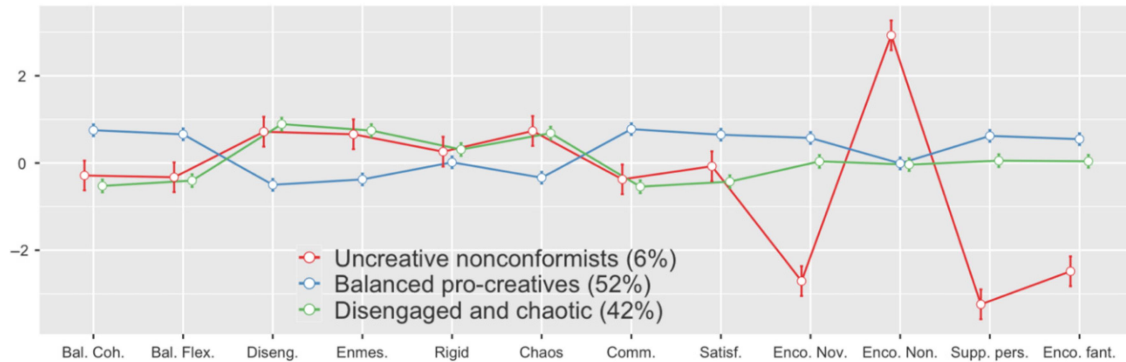 2
0
−2
Uncreative nonconformists (6%)
Balanced pro-creatives (52%)
Disengaged and chaotic (42%)
Bal. Coh. Bal. Flex. Diseng. Enmes. Rigid Chaos Comm. Satisf. Enco. Nov. Enco. Non. Supp. pers. Enco. fant.